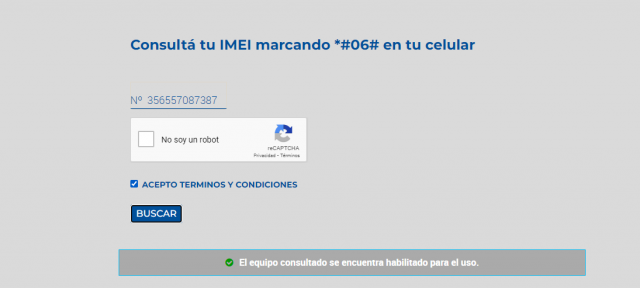 Consultá tu IMEI marcando *#06# en tu celular
Nº 356557087387
No soy un robot
reCAPTCHA
Privacidad - Términos
ACEPTO TERMINOS Y CONDICIONES
BUSCAR
El equipo consultado se encuentra habilitado para el uso.